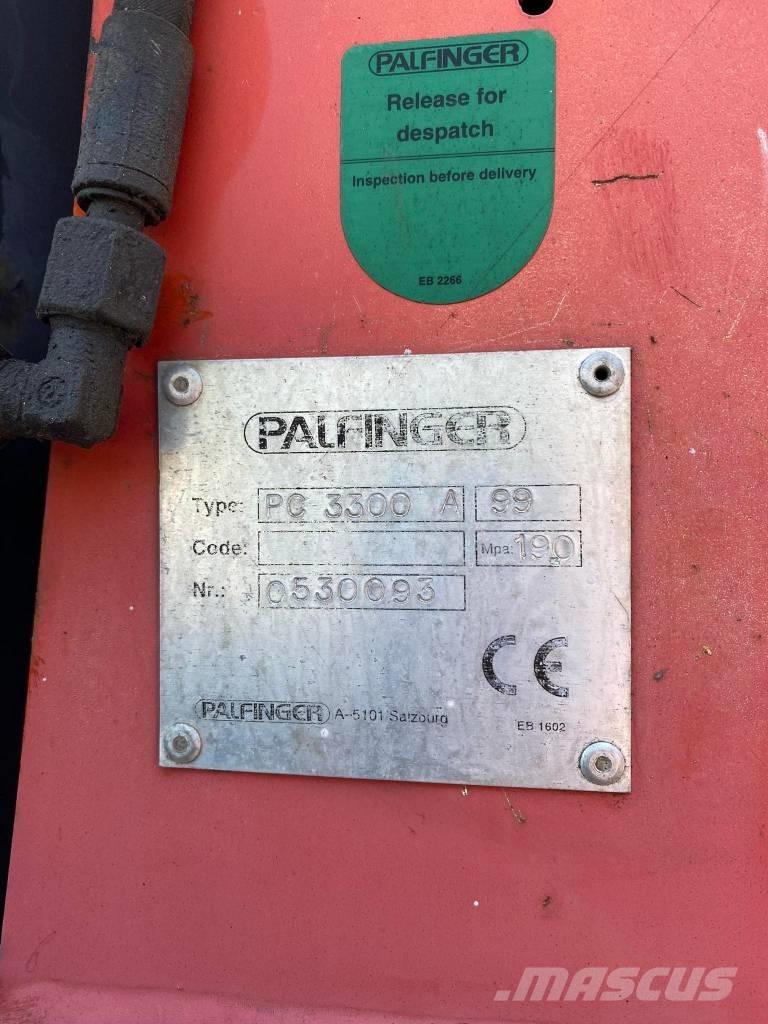 PALFINGER
Release for
despatch
Inspection before delivery
EB 2266
PALFINGER
Type: PC 3300 A 99
Code: Mpa: 190
Nr.: 0530093
PALFINGER A-5101 Salzburg EB 1602
CE
MASCUS